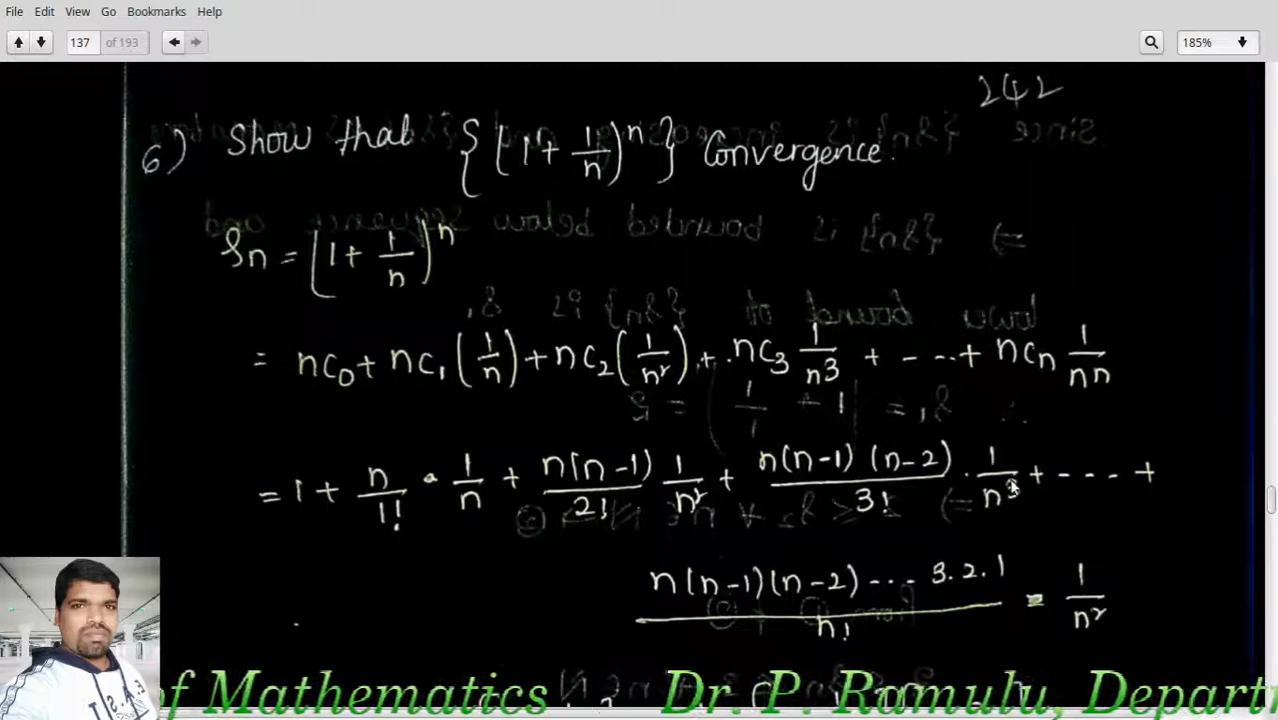 File Edit View Go Bookmarks Help
137 of 193 185%
242
6) Show that {(1 + 1/n)^n} Convergence.
Sn = (1 + 1/n)^n
= nC₀ + nC₁ (1/n) + nC₂ (1/n²) + nC₃ 1/n³ + - - .. + nCn 1/nn
= 1 + n/1! • 1/n + n(n-1)/2! 1/n² + n(n-1) (n-2)/3! . 1/n³ + - - - . +
n(n-1)(n-2) - - .. 3.2.1/n! = 1/n²
of Mathematics Dr. P. Ramulu, Depart